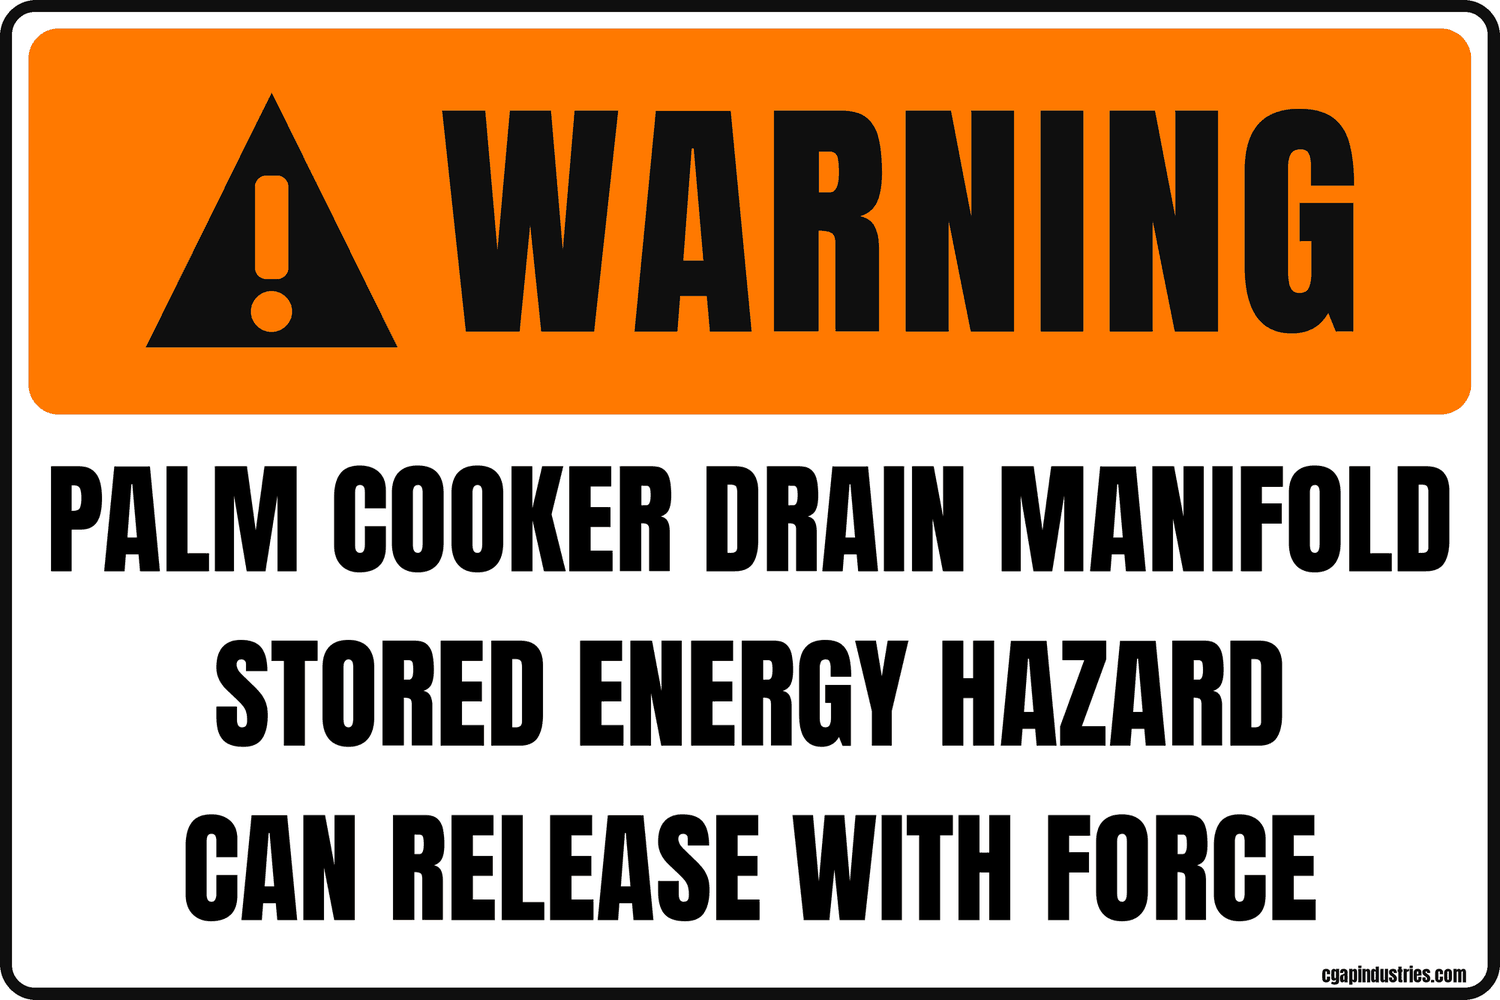 WARNING
PALM COOKER DRAIN MANIFOLD
STORED ENERGY HAZARD
CAN RELEASE WITH FORCE
cgapindustries.com